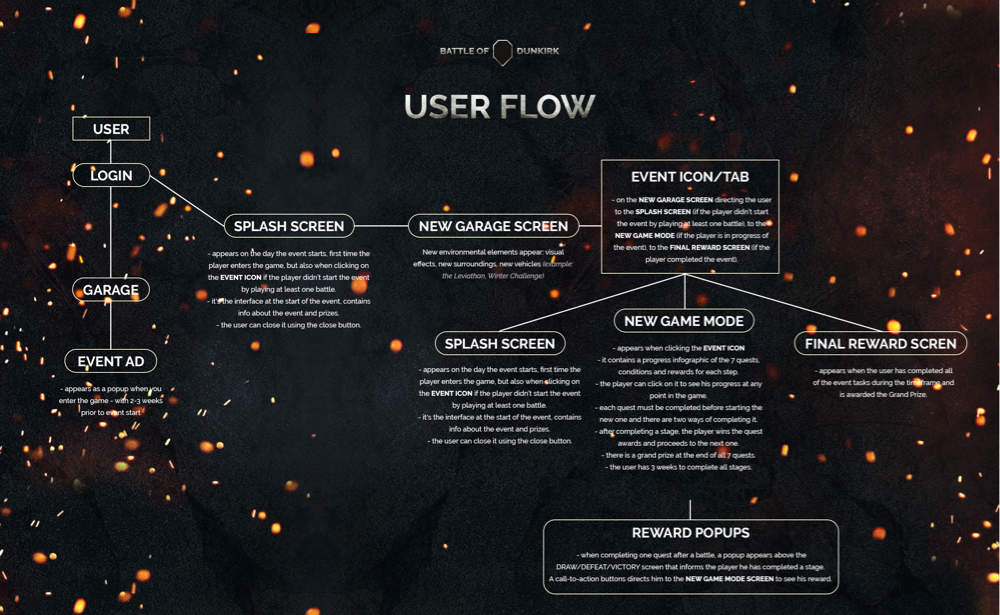 BATTLE OF DUNKIRK
USER FLOW
USER
LOGIN
GARAGE
EVENT AD
- appears as a popup when you
enter the game - with 2-3 weeks
prior to event start.
SPLASH SCREEN
- appears on the day the event starts, first time the
player enters the game, but also when clicking on
the EVENT ICON if the player didn't start the event
by playing at least one battle.
- it's the interface at the start of the event, contains
info about the event and prizes.
- the user can close it using the close button.
NEW GARAGE SCREEN
New environmental elements appear: visual
effects, new surroundings, new vehicles (example:
the Leviathan, Winter Challenge)
EVENT ICON/TAB
- on the NEW GARAGE SCREEN directing the user
to the SPLASH SCREEN (if the player didn't start
the event by playing at least one battle), to the
NEW GAME MODE (if the player is in progress of
the event), to the FINAL REWARD SCREEN (if the
player completed the event).
SPLASH SCREEN
- appears on the day the event starts, first time the
player enters the game, but also when clicking on
the EVENT ICON if the player didn't start the event
by playing at least one battle.
- it's the interface at the start of the event, contains
info about the event and prizes.
- the user can close it using the close button.
NEW GAME MODE
- appears when clicking the EVENT ICON
- it contains a progress infographic of the 7 quests,
conditions and rewards for each step.
- the player can click on it to see his progress at any
point in the game.
- each quest must be completed before starting the
new one and there are two ways of completing it.
- after completing a stage, the player wins the quest
awards and proceeds to the next one.
- there is a grand prize at the end of all 7 quests.
- the user has 3 weeks to complete all stages.
FINAL REWARD SCREN
- appears when the user has completed all
of the event tasks during the timeframe and
is awarded the Grand Prize.
REWARD POPUPS
- when completing one quest after a battle, a popup appears above the
DRAW/DEFEAT/VICTORY screen that informs the player he has completed a stage.
A call-to-action buttons directs him to the NEW GAME MODE SCREEN to see his reward.